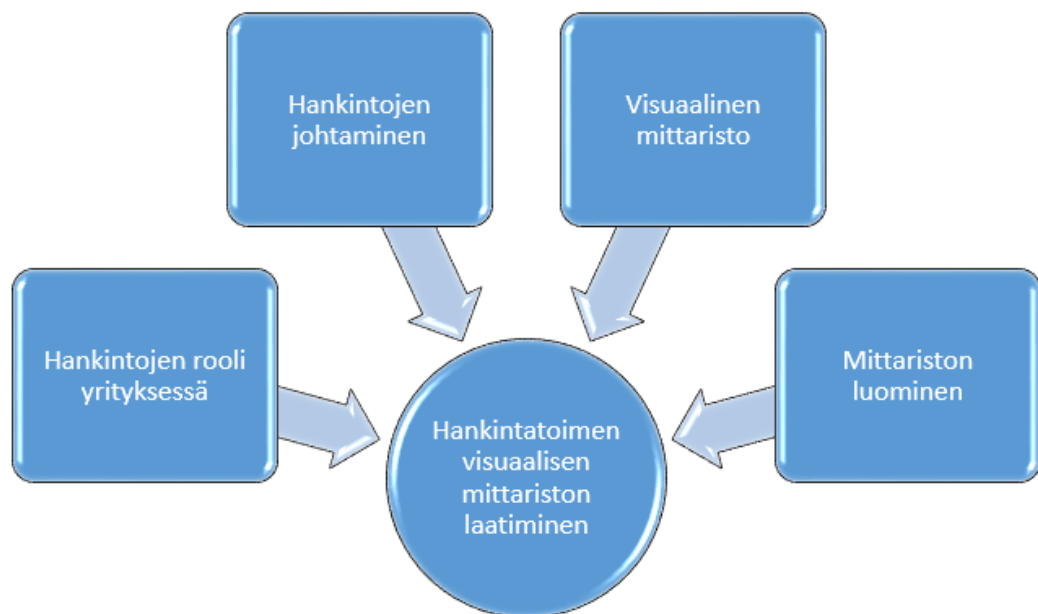 Hankintojen
johtaminen
Visuaalinen
mittaristo
Hankintojen rooli
yrityksessä
Mittariston
luominen
Hankintatoimen
visuaalisen
mittariston
laatiminen